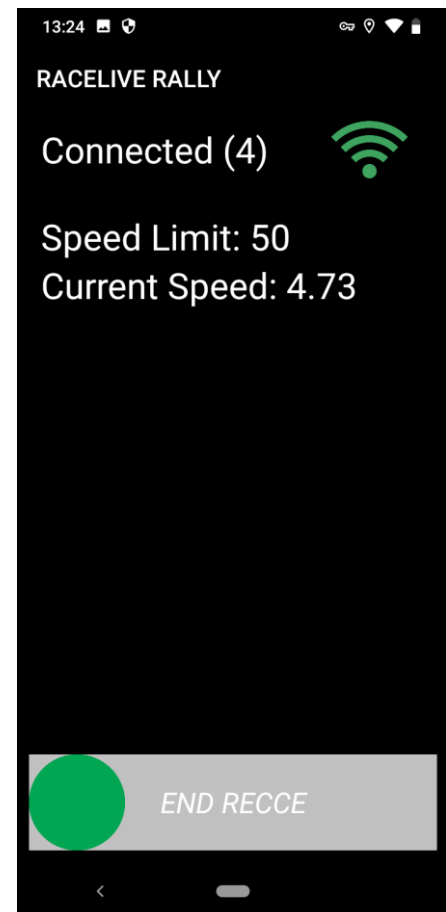 13:24
RACELIVE RALLY
Connected (4)
Speed Limit: 50
Current Speed: 4.73
END RECCE